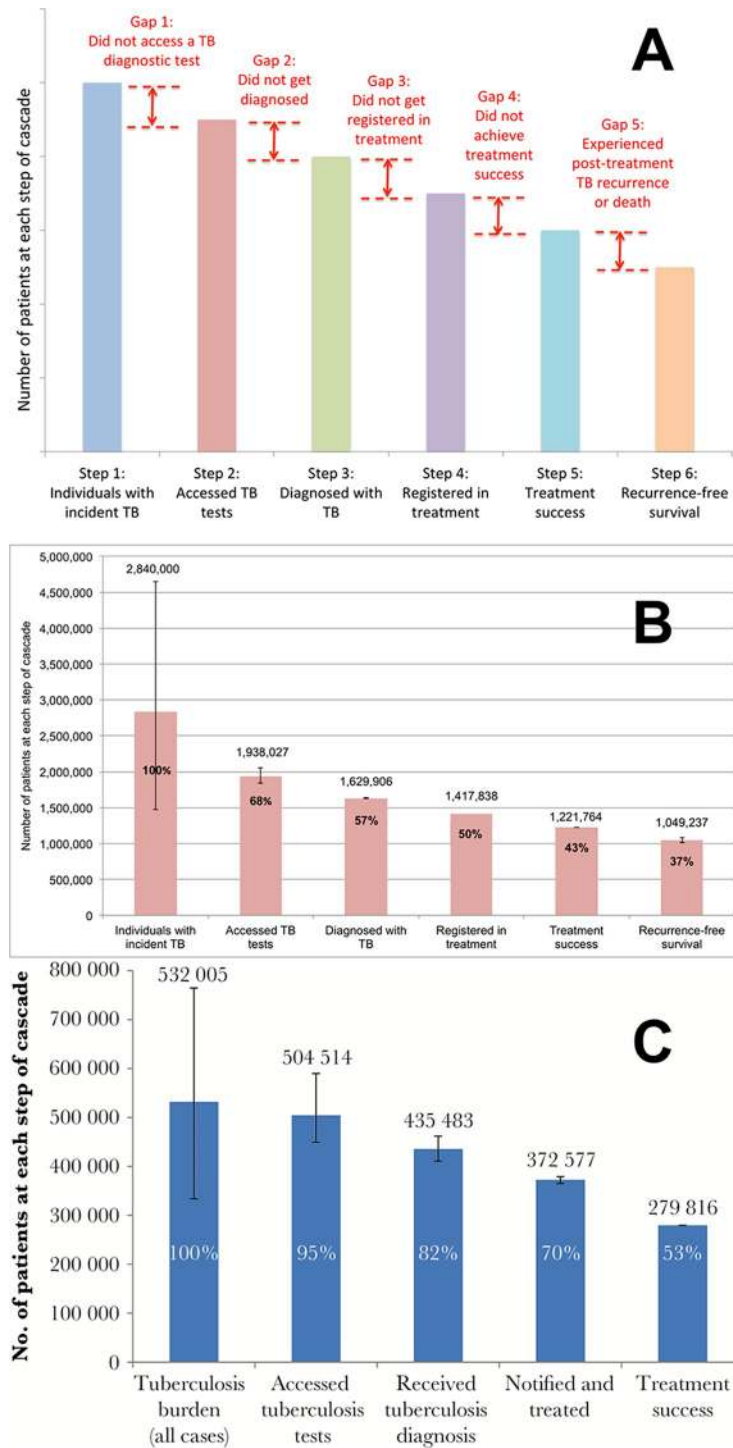 A
Gap 1:
Did not access a TB
diagnostic test
Gap 2:
Did not get
diagnosed
Gap 3:
Did not get
registered in
treatment
Gap 4:
Did not
achieve
treatment
success
Gap 5:
Experienced
post-treatment
TB recurrence
or death
Number of patients at each step of cascade
Step 1:
Individuals with
incident TB
Step 2:
Accessed TB
tests
Step 3:
Diagnosed with
TB
Step 4:
Registered in
treatment
Step 5:
Treatment
success
Step 6:
Recurrence-free
survival
B
Number of patients at each step of cascade
5,000,000
4,500,000
4,000,000
3,500,000
3,000,000
2,500,000
2,000,000
1,500,000
1,000,000
500,000
0
2,840,000
1,938,027
1,629,906
1,417,838
1,221,764
1,049,237
100%
68%
57%
50%
43%
37%
Individuals with
incident TB
Accessed TB
tests
Diagnosed with
TB
Registered in
treatment
Treatment
success
Recurrence-free
survival
C
No. of patients at each step of cascade
800 000
700 000
600 000
500 000
400 000
300 000
200 000
100 000
0
532 005
504 514
435 483
372 577
279 816
100%
95%
82%
70%
53%
Tuberculosis
burden
(all cases)
Accessed
tuberculosis
tests
Received
tuberculosis
diagnosis
Notified and
treated
Treatment
success